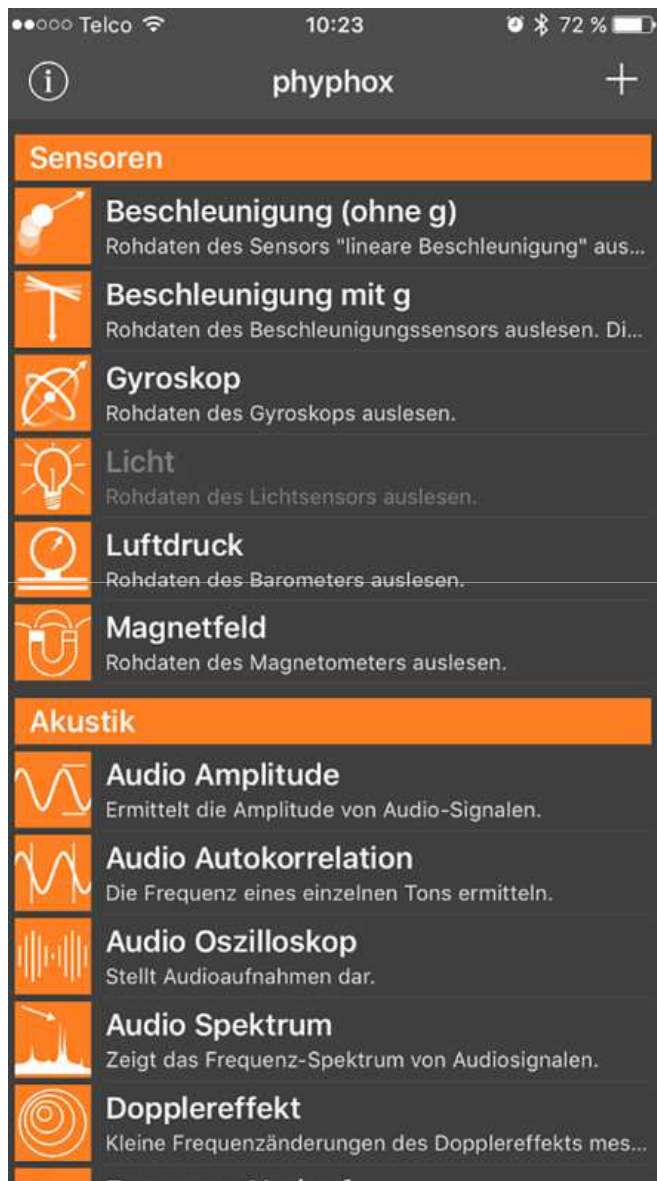 Telco 10:23 72 %
i phyphox +
Sensoren
Beschleunigung (ohne g)
Rohdaten des Sensors "lineare Beschleunigung" aus...
Beschleunigung mit g
Rohdaten des Beschleunigungssensors auslesen. Di...
Gyroskop
Rohdaten des Gyroskops auslesen.
Licht
Rohdaten des Lichtsensors auslesen.
Luftdruck
Rohdaten des Barometers auslesen.
Magnetfeld
Rohdaten des Magnetometers auslesen.
Akustik
Audio Amplitude
Ermittelt die Amplitude von Audio-Signalen.
Audio Autokorrelation
Die Frequenz eines einzelnen Tons ermitteln.
Audio Oszilloskop
Stellt Audioaufnahmen dar.
Audio Spektrum
Zeigt das Frequenz-Spektrum von Audiosignalen.
Dopplereffekt
Kleine Frequenzänderungen des Dopplereffekts mes...